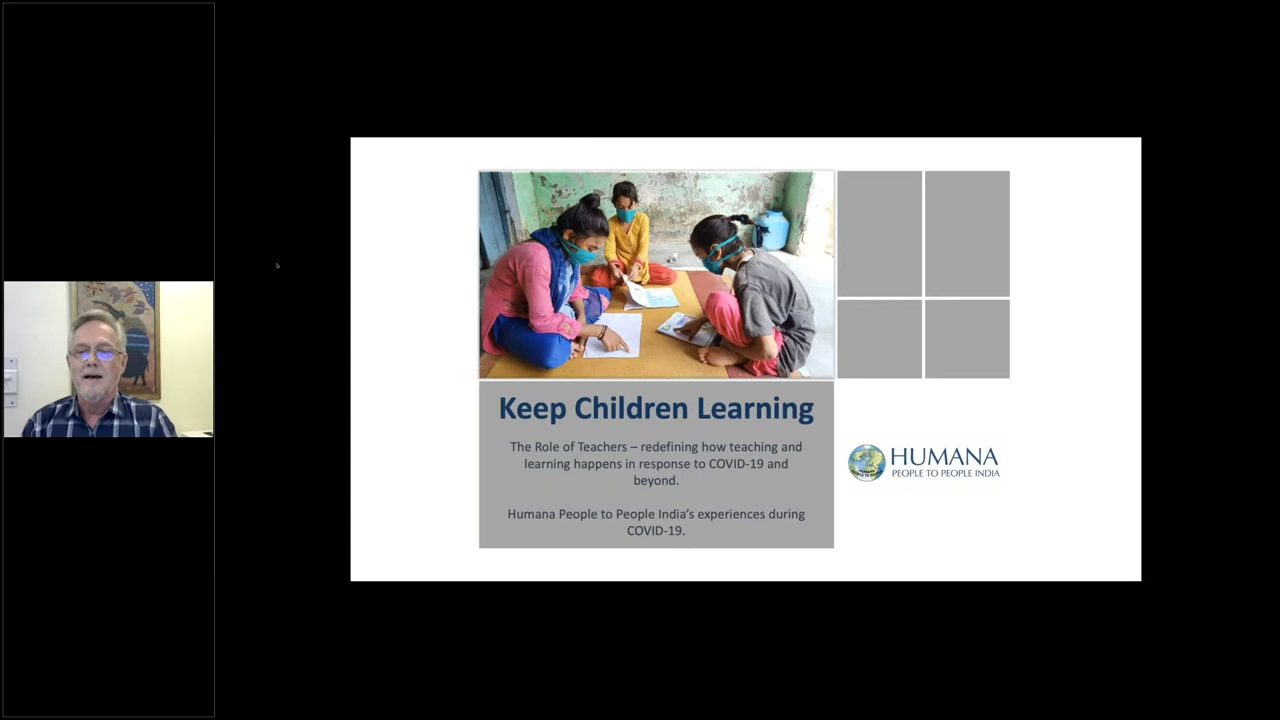 Keep Children Learning
The Role of Teachers – redefining how teaching and
learning happens in response to COVID-19 and
beyond.
Humana People to People India’s experiences during
COVID-19.
HUMANA
PEOPLE TO PEOPLE INDIA